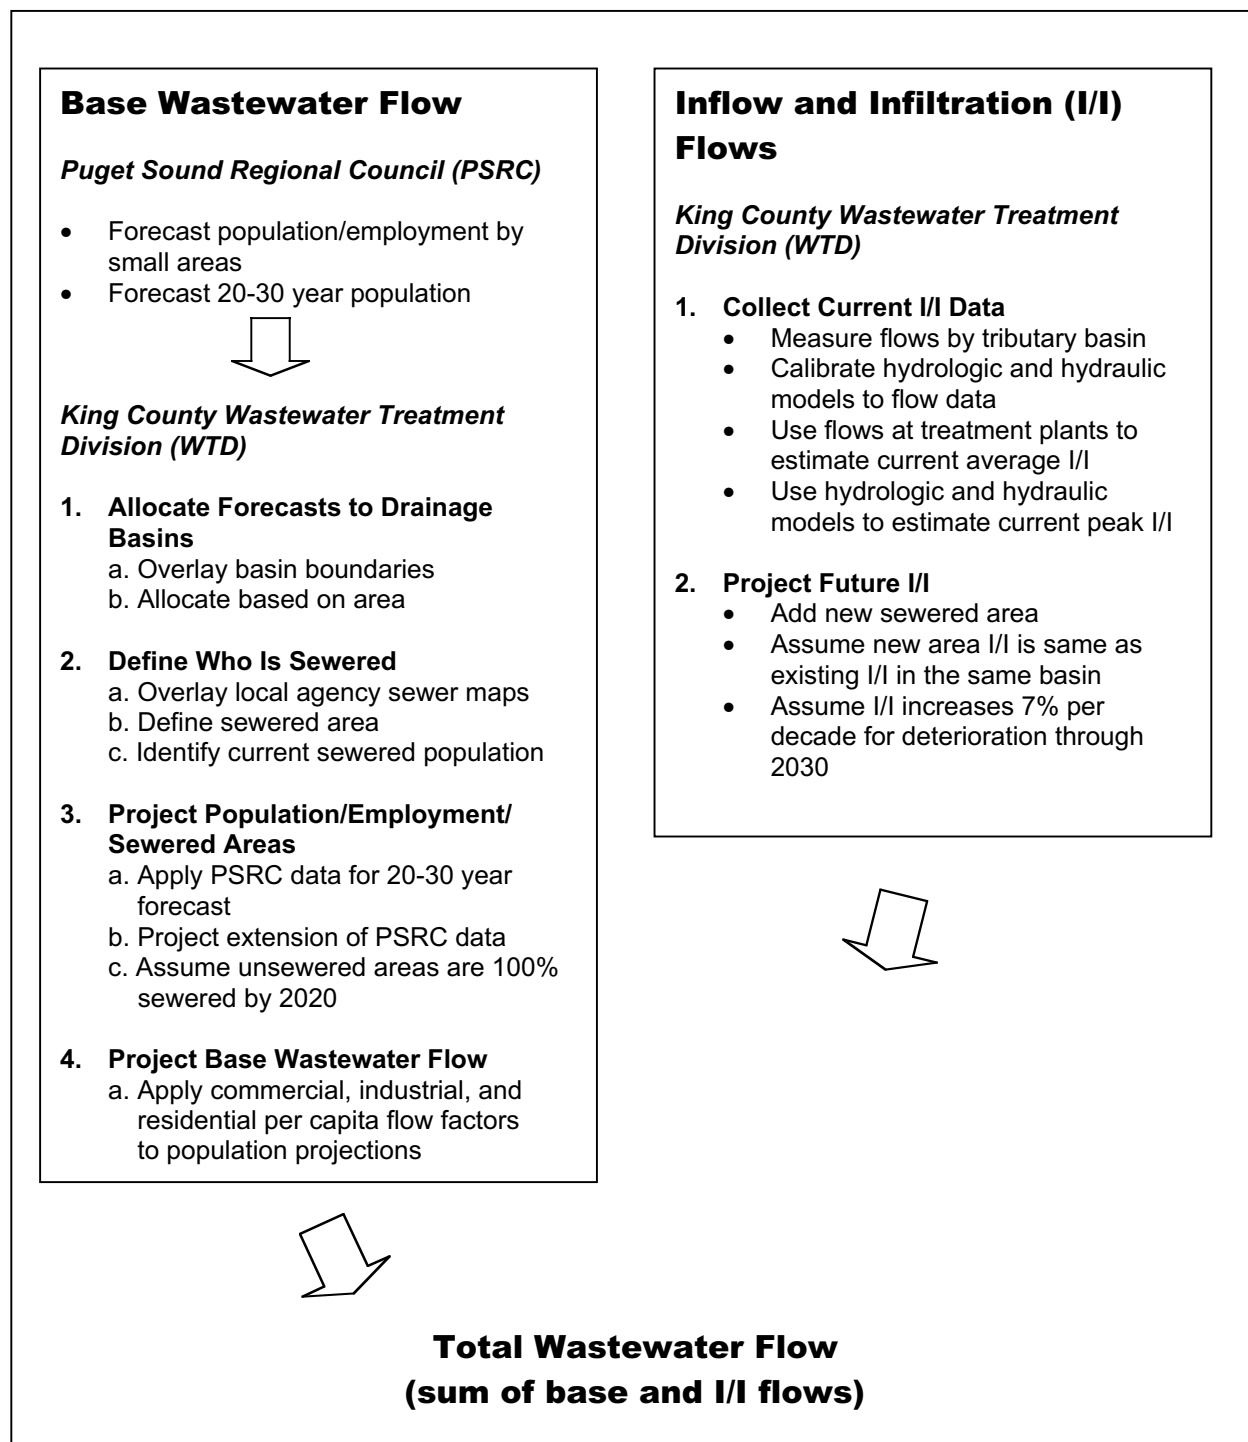 Base Wastewater Flow
Puget Sound Regional Council (PSRC)
• Forecast population/employment by
small areas
• Forecast 20-30 year population
King County Wastewater Treatment
Division (WTD)
1. Allocate Forecasts to Drainage
Basins
a. Overlay basin boundaries
b. Allocate based on area
2. Define Who Is Sewered
a. Overlay local agency sewer maps
b. Define sewered area
c. Identify current sewered population
3. Project Population/Employment/
Sewered Areas
a. Apply PSRC data for 20-30 year
forecast
b. Project extension of PSRC data
c. Assume unsewered areas are 100%
sewered by 2020
4. Project Base Wastewater Flow
a. Apply commercial, industrial, and
residential per capita flow factors
to population projections
Inflow and Infiltration (I/I)
Flows
King County Wastewater Treatment
Division (WTD)
1. Collect Current I/I Data
• Measure flows by tributary basin
• Calibrate hydrologic and hydraulic
models to flow data
• Use flows at treatment plants to
estimate current average I/I
• Use hydrologic and hydraulic
models to estimate current peak I/I
2. Project Future I/I
• Add new sewered area
• Assume new area I/I is same as
existing I/I in the same basin
• Assume I/I increases 7% per
decade for deterioration through
2030
Total Wastewater Flow
(sum of base and I/I flows)